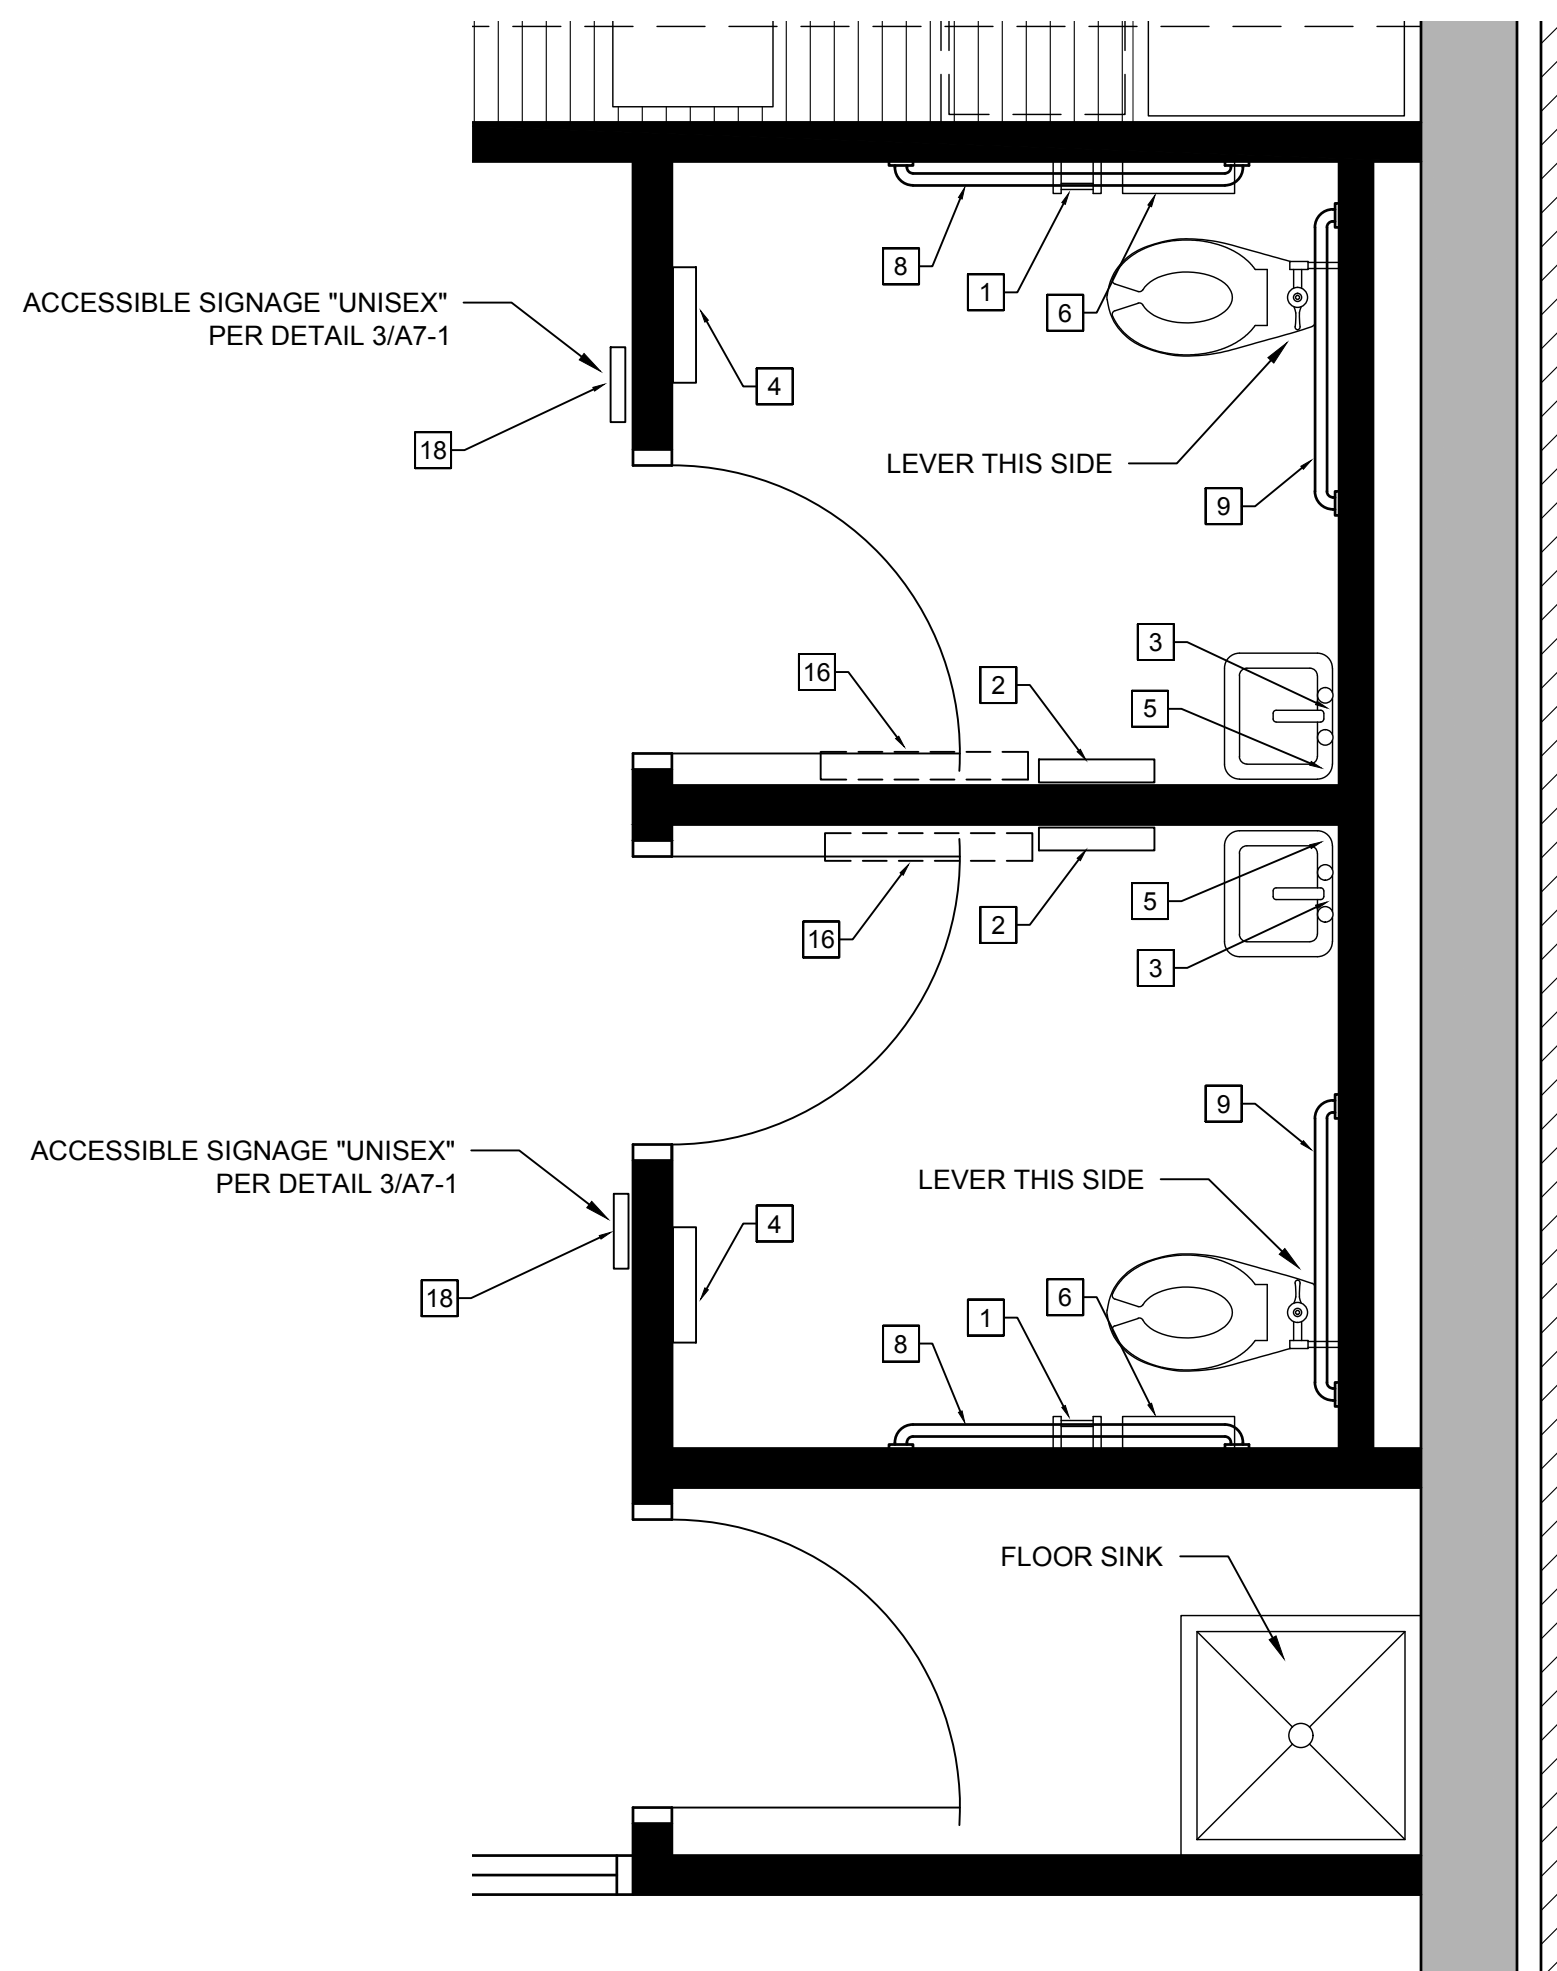 8
1
6
ACCESSIBLE SIGNAGE "UNISEX"
PER DETAIL 3/A7-1
4
18
LEVER THIS SIDE
9
3
16
2
5
5
2
16
3
9
ACCESSIBLE SIGNAGE "UNISEX"
PER DETAIL 3/A7-1
LEVER THIS SIDE
4
18
6
1
8
FLOOR SINK